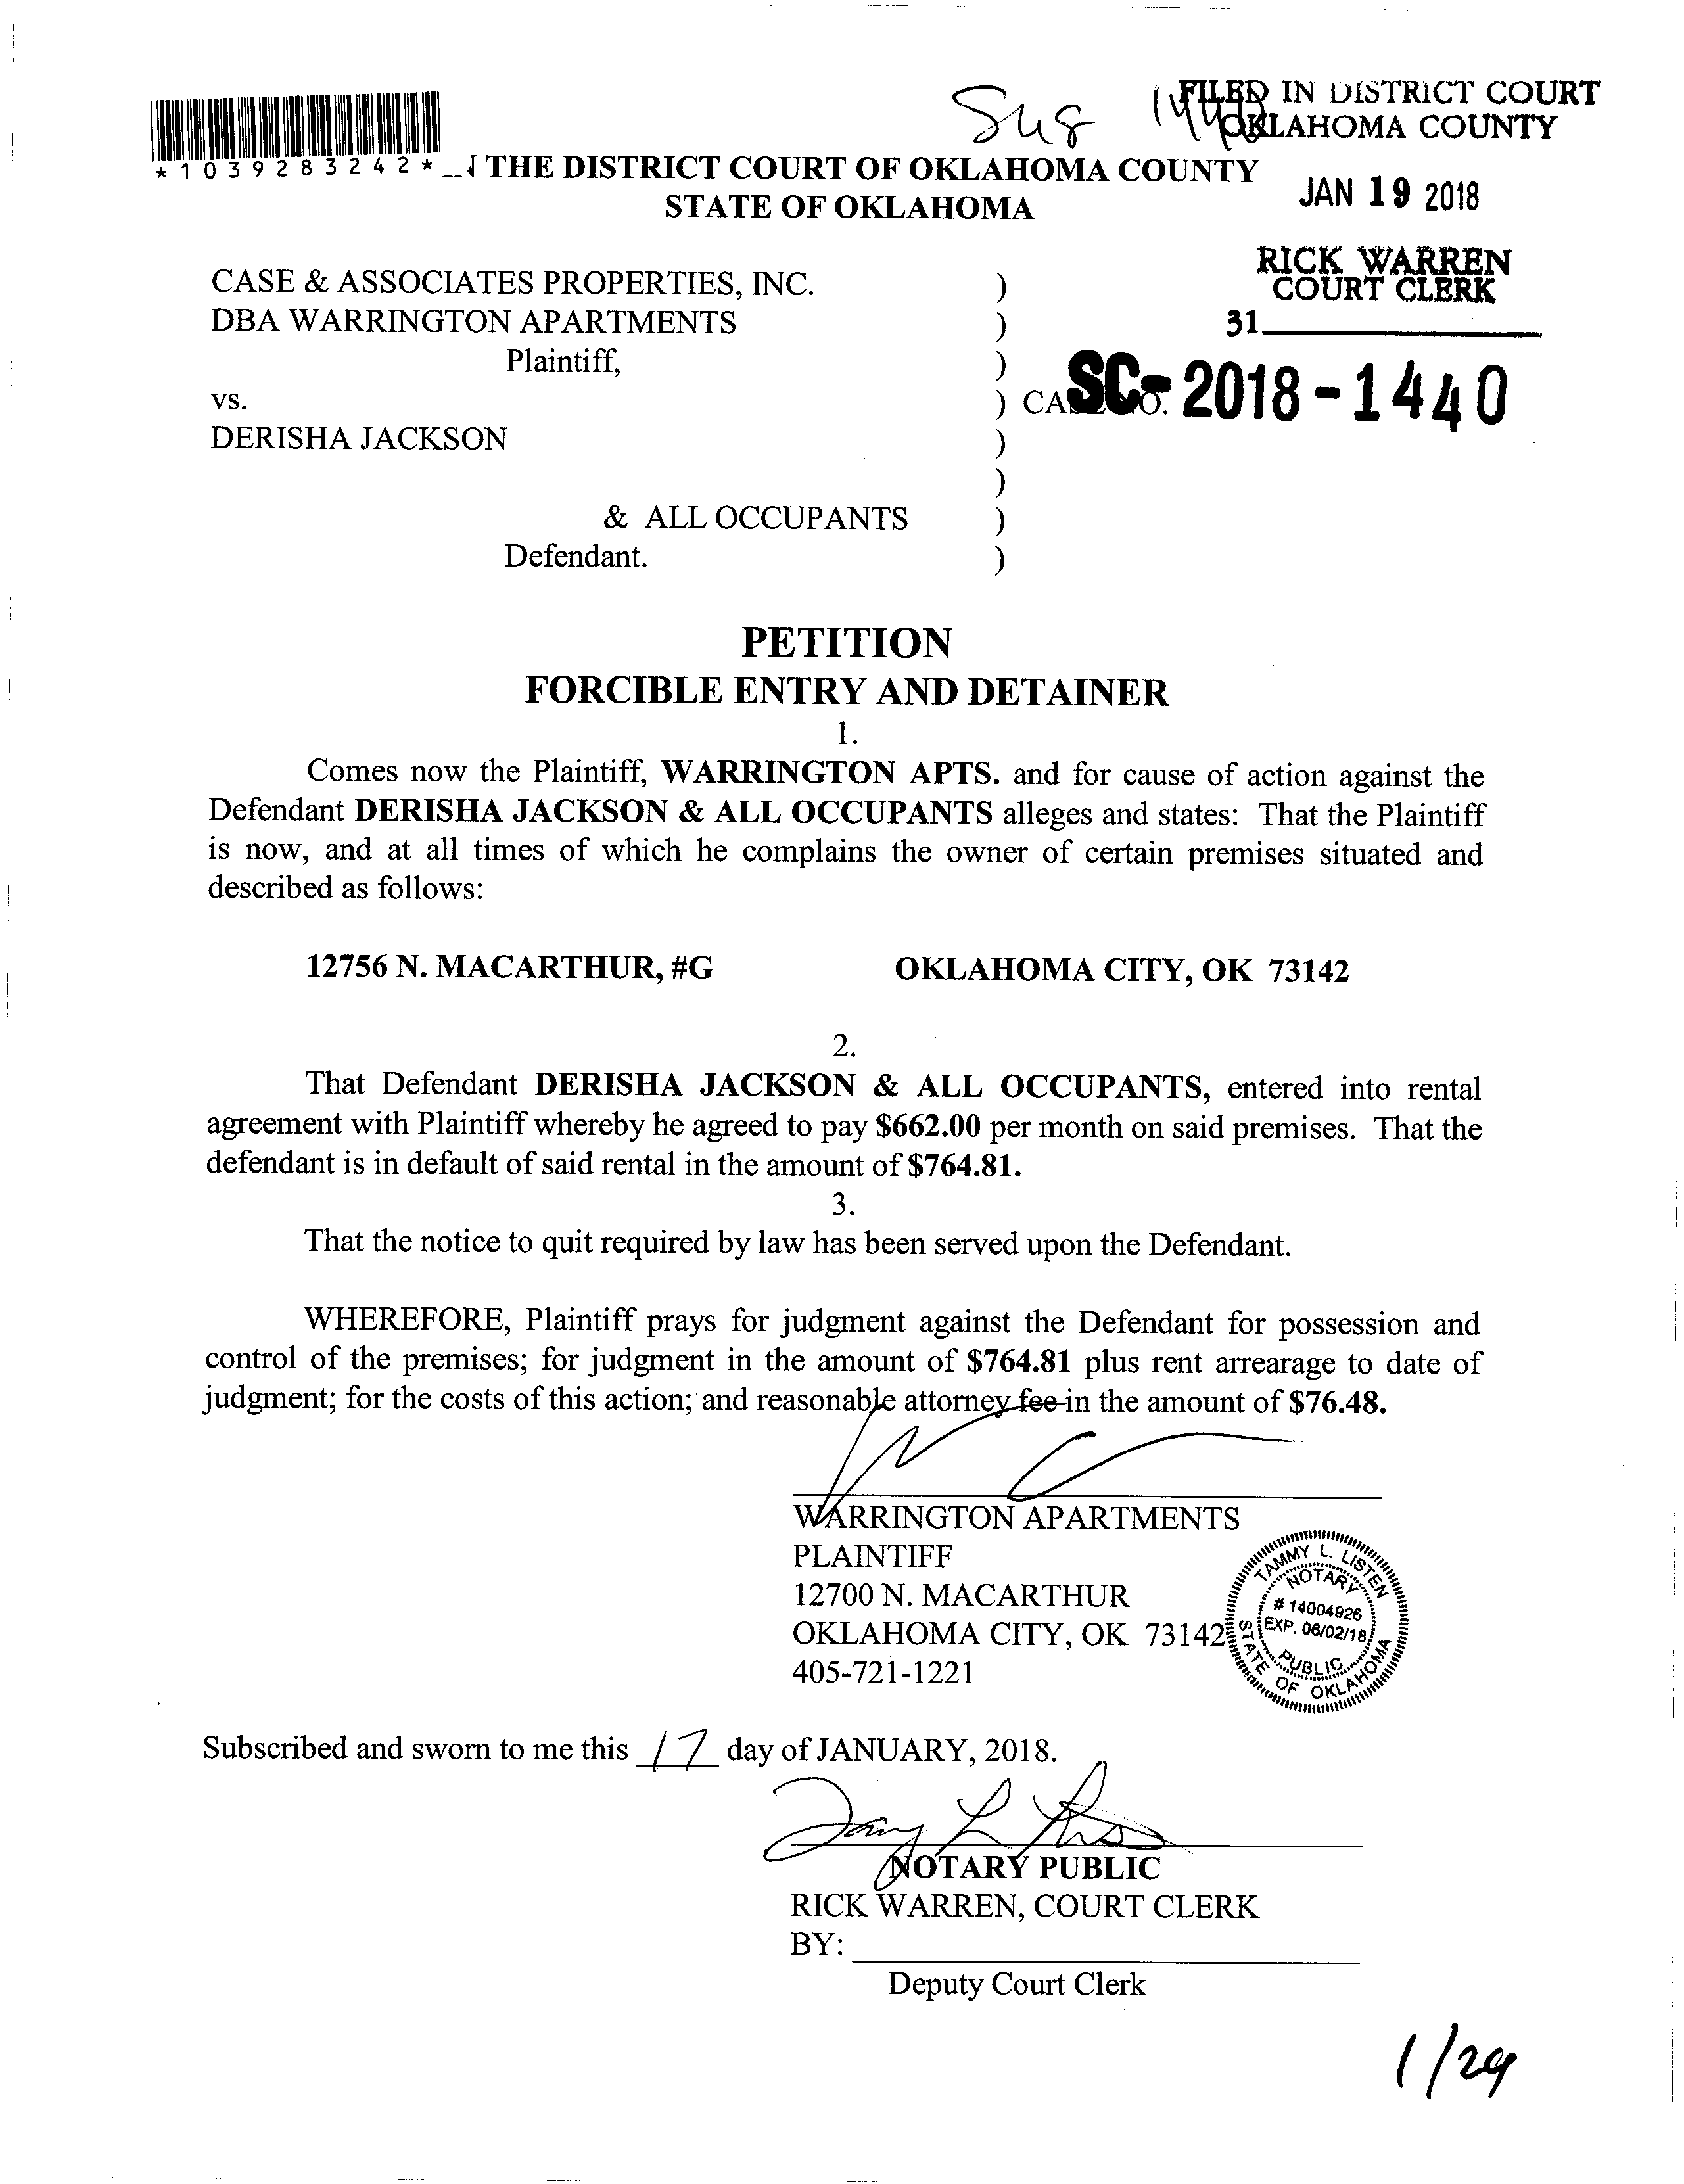 FILED IN DISTRICT COURT
OKLAHOMA COUNTY
*1039283242*
THE DISTRICT COURT OF OKLAHOMA COUNTY
STATE OF OKLAHOMA
JAN 19 2018
RICK WARREN
COURT CLERK
31
CASE & ASSOCIATES PROPERTIES, INC. )
DBA WARRINGTON APARTMENTS )
Plaintiff, )
vs. ) CASE NO. SC-2018-1440
DERISHA JACKSON )
)
& ALL OCCUPANTS )
Defendant. )
PETITION
FORCIBLE ENTRY AND DETAINER
1.
Comes now the Plaintiff, WARRINGTON APTS. and for cause of action against the
Defendant DERISHA JACKSON & ALL OCCUPANTS alleges and states: That the Plaintiff
is now, and at all times of which he complains the owner of certain premises situated and
described as follows:
12756 N. MACARTHUR, #G OKLAHOMA CITY, OK 73142
2.
That Defendant DERISHA JACKSON & ALL OCCUPANTS, entered into rental
agreement with Plaintiff whereby he agreed to pay $662.00 per month on said premises. That the
defendant is in default of said rental in the amount of $764.81.
3.
That the notice to quit required by law has been served upon the Defendant.
WHEREFORE, Plaintiff prays for judgment against the Defendant for possession and
control of the premises; for judgment in the amount of $764.81 plus rent arrearage to date of
judgment; for the costs of this action; and reasonable attorney fee in the amount of $76.48.
WARRINGTON APARTMENTS
PLAINTIFF
12700 N. MACARTHUR
OKLAHOMA CITY, OK 73142
405-721-1221
TAMMY L. LISTEN
NOTARY
# 14004926
EXP. 06/02/18
PUBLIC
STATE OF OKLAHOMA
Subscribed and sworn to me this 17 day of JANUARY, 2018.
NOTARY PUBLIC
RICK WARREN, COURT CLERK
BY:
Deputy Court Clerk
1/29